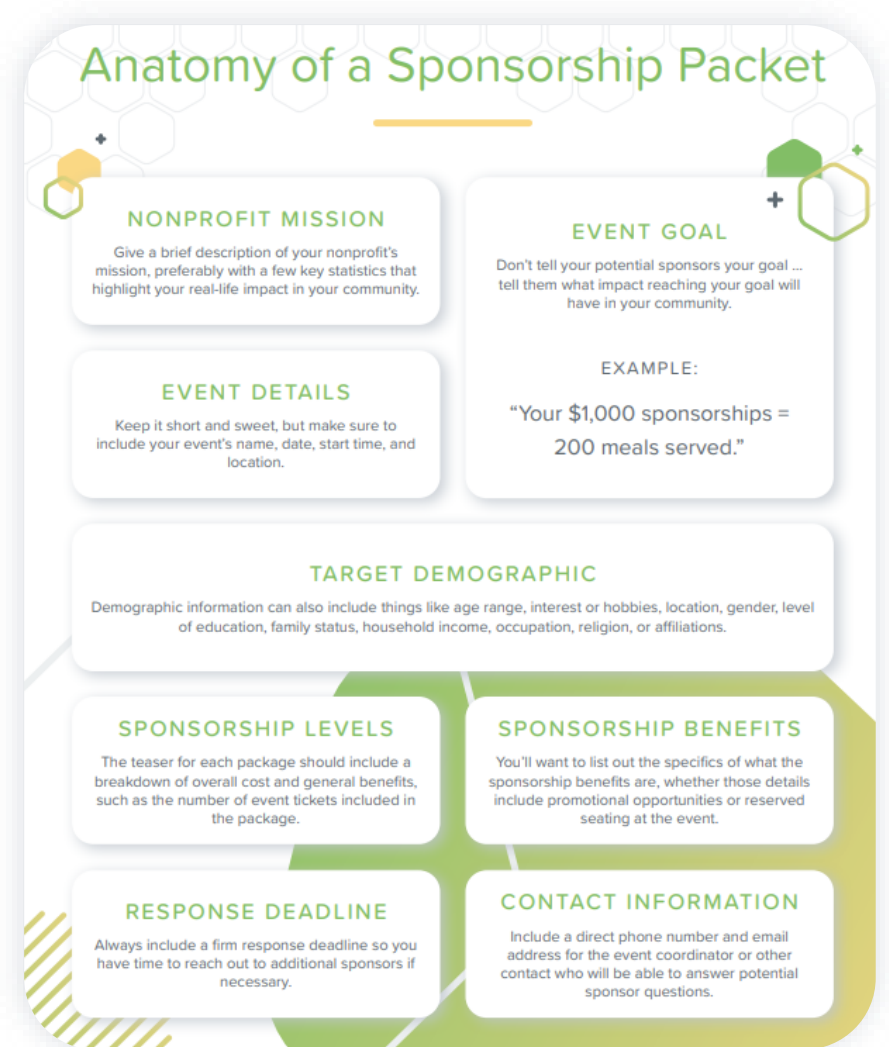 Anatomy of a Sponsorship Packet
NONPROFIT MISSION
Give a brief description of your nonprofit's
mission, preferably with a few key statistics that
highlight your real-life impact in your community.
EVENT DETAILS
Keep it short and sweet, but make sure to
include your event's name, date, start time, and
location.
EVENT GOAL
Don't tell your potential sponsors your goal ...
tell them what impact reaching your goal will
have in your community.
EXAMPLE:
“Your $1,000 sponsorships =
200 meals served.”
TARGET DEMOGRAPHIC
Demographic information can also include things like age range, interest or hobbies, location, gender, level
of education, family status, household income, occupation, religion, or affiliations.
SPONSORSHIP LEVELS
The teaser for each package should include a
breakdown of overall cost and general benefits,
such as the number of event tickets included in
the package.
SPONSORSHIP BENEFITS
You'll want to list out the specifics of what the
sponsorship benefits are, whether those details
include promotional opportunities or reserved
seating at the event.
RESPONSE DEADLINE
Always include a firm response deadline so you
have time to reach out to additional sponsors if
necessary.
CONTACT INFORMATION
Include a direct phone number and email
address for the event coordinator or other
contact who will be able to answer potential
sponsor questions.